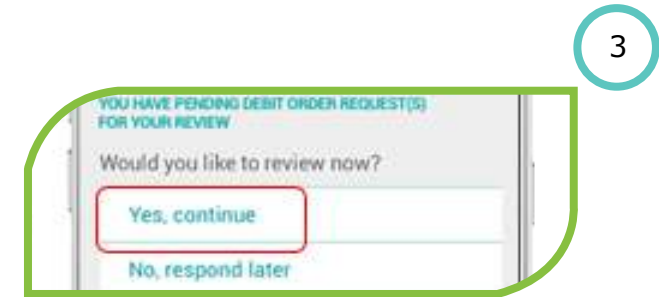 3
YOU HAVE PENDING DEBIT ORDER REQUEST(S)
FOR YOUR REVIEW
Would you like to review now?
Yes, continue
No, respond later